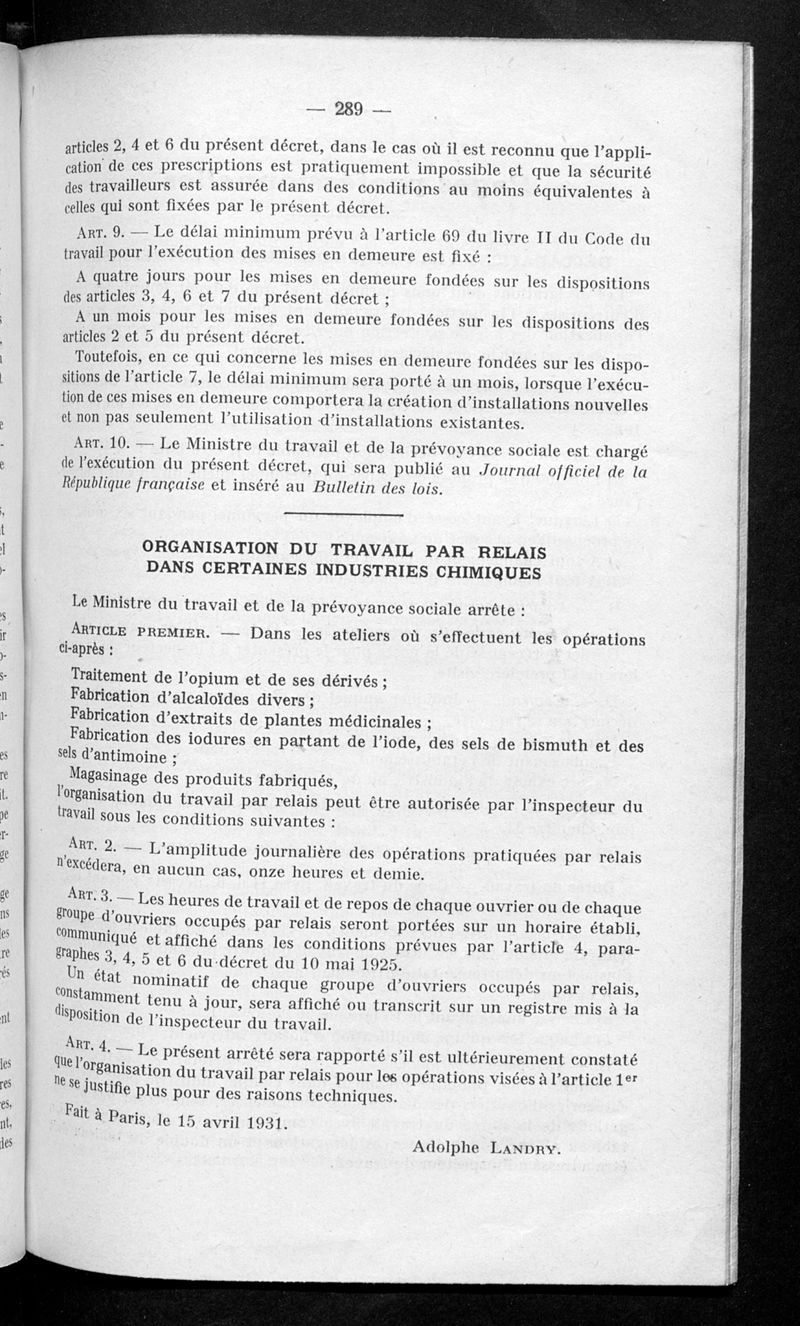 — 289 —
articles 2, 4 et 6 du présent décret, dans le cas où il est reconnu que l'appli-
cation de ces prescriptions est pratiquement impossible et que la sécurité
des travailleurs est assurée dans des conditions au moins équivalentes à
celles qui sont fixées par le présent décret.
ART. 9. — Le délai minimum prévu à l'article 69 du livre II du Code du
travail pour l'exécution des mises en demeure est fixé :
A quatre jours pour les mises en demeure fondées sur les dispositions
des articles 3, 4, 6 et 7 du présent décret ;
A un mois pour les mises en demeure fondées sur les dispositions des
articles 2 et 5 du présent décret.
Toutefois, en ce qui concerne les mises en demeure fondées sur les dispo-
sitions de l'article 7, le délai minimum sera porté à un mois, lorsque l'exécu-
tion de ces mises en demeure comportera la création d'installations nouvelles
et non pas seulement l'utilisation d'installations existantes.
ART. 10. — Le Ministre du travail et de la prévoyance sociale est chargé
de l'exécution du présent décret, qui sera publié au Journal officiel de la
République française et inséré au Bulletin des lois.
ORGANISATION DU TRAVAIL PAR RELAIS
DANS CERTAINES INDUSTRIES CHIMIQUES
Le Ministre du travail et de la prévoyance sociale arrête :
ARTICLE PREMIER. — Dans les ateliers où s'effectuent les opérations
ci-après :
Traitement de l'opium et de ses dérivés ;
Fabrication d'alcaloïdes divers ;
Fabrication d'extraits de plantes médicinales ;
Fabrication des iodures en partant de l'iode, des sels de bismuth et des
sels d'antimoine ;
Magasinage des produits fabriqués,
l'organisation du travail par relais peut être autorisée par l'inspecteur du
travail sous les conditions suivantes :
ART. 2. — L'amplitude journalière des opérations pratiquées par relais
n'excédera, en aucun cas, onze heures et demie.
ART. 3. — Les heures de travail et de repos de chaque ouvrier ou de chaque
groupe d'ouvriers occupés par relais seront portées sur un horaire établi,
communiqué et affiché dans les conditions prévues par l'article 4, para-
graphes 3, 4, 5 et 6 du décret du 10 mai 1925.
Un état nominatif de chaque groupe d'ouvriers occupés par relais,
constamment tenu à jour, sera affiché ou transcrit sur un registre mis à la
disposition de l'inspecteur du travail.
ART. 4. — Le présent arrêté sera rapporté s'il est ultérieurement constaté
que l'organisation du travail par relais pour les opérations visées à l'article 1er
ne se justifie plus pour des raisons techniques.
Fait à Paris, le 15 avril 1931.
Adolphe LANDRY.